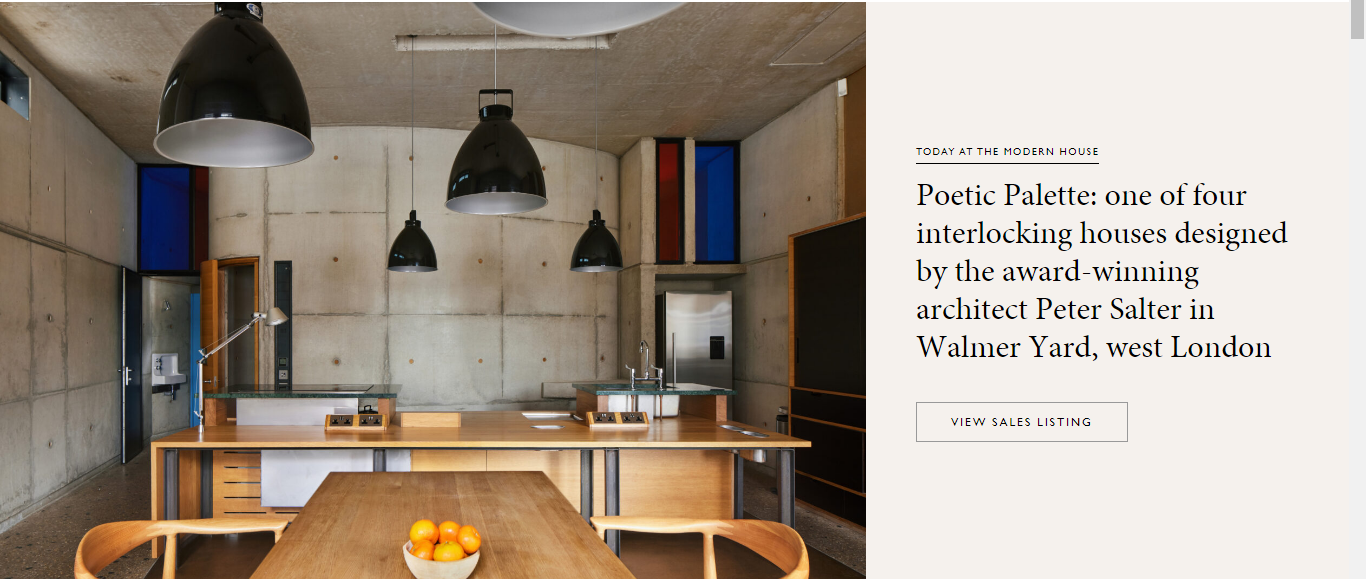 TODAY AT THE MODERN HOUSE
Poetic Palette: one of four
interlocking houses designed
by the award-winning
architect Peter Salter in
Walmer Yard, west London
VIEW SALES LISTING